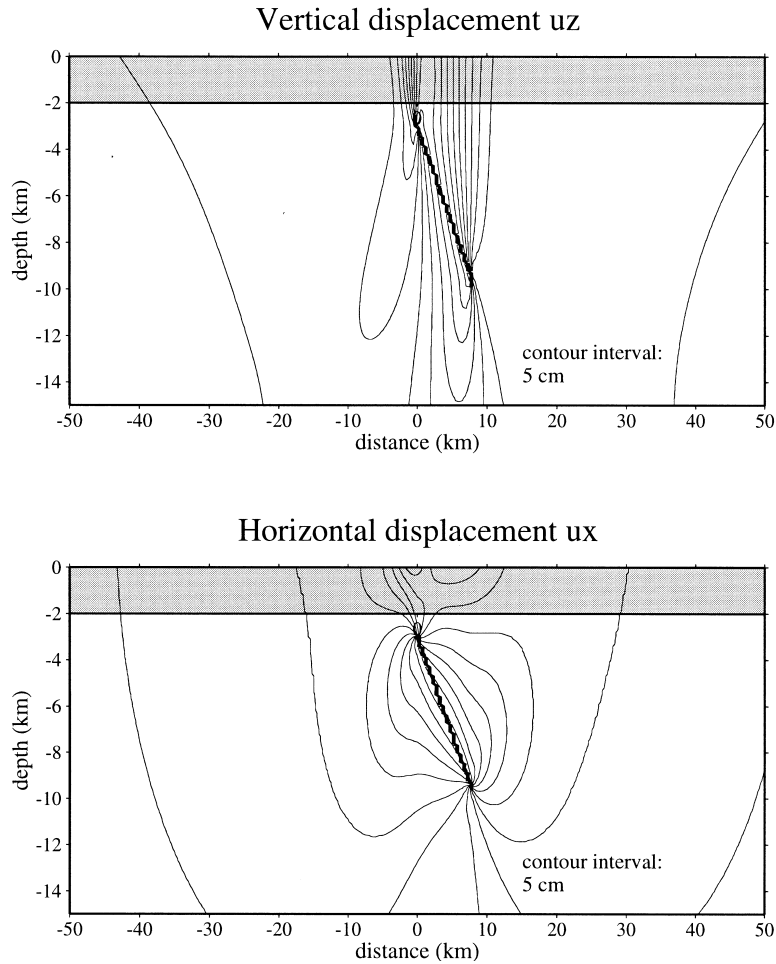 Vertical displacement uz
0
-2
-4
-6
-8
-10
-12
-14
depth (km)
contour interval:
5 cm
-50 -40 -30 -20 -10 0 10 20 30 40 50
distance (km)
Horizontal displacement ux
0
-2
-4
-6
-8
-10
-12
-14
depth (km)
contour interval:
5 cm
-50 -40 -30 -20 -10 0 10 20 30 40 50
distance (km)